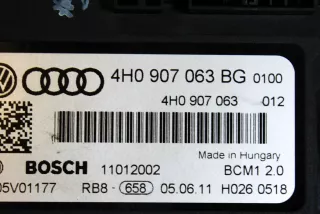 4H0 907 063 BG 0100
4H0 907 063 012
Made in Hungary
BOSCH 11012002 BCM1 2.0
05V01177 RB8 - 658 05.06.11 H026 0518